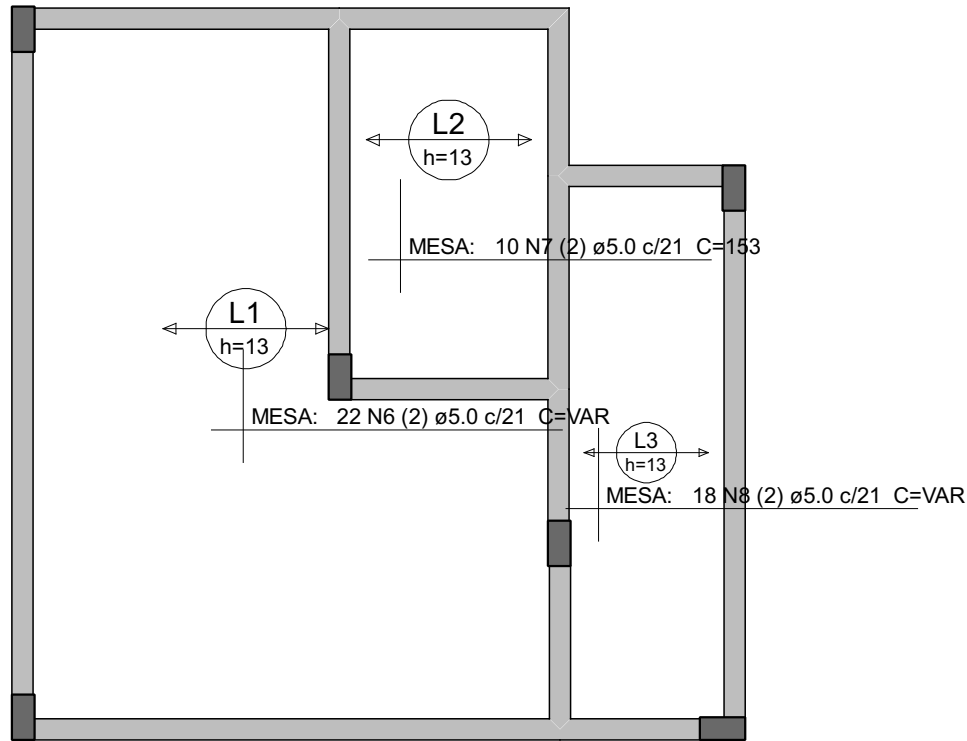 L2
h=13
MESA: 10 N7 (2) ø5.0 c/21 C=153
L1
h=13
MESA: 22 N6 (2) ø5.0 c/21 C=VAR
L3
h=13
MESA: 18 N8 (2) ø5.0 c/21 C=VAR